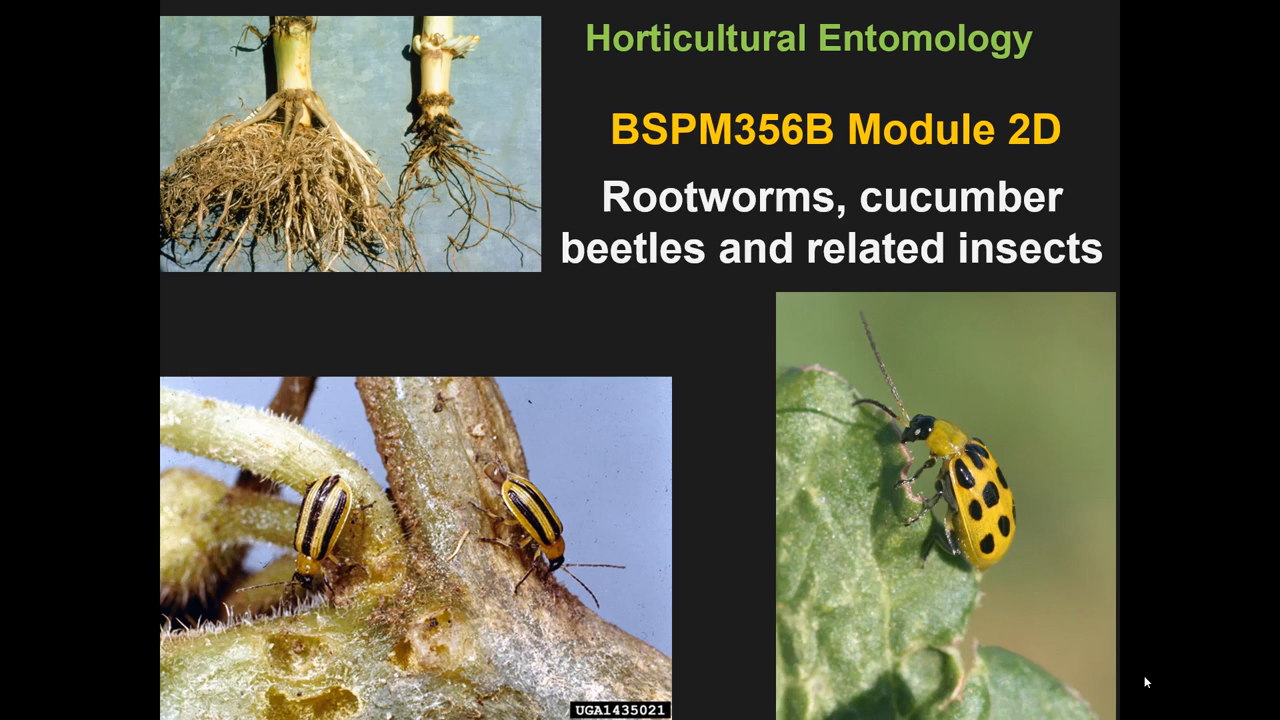 Horticultural Entomology
BSPM356B Module 2D
Rootworms, cucumber
beetles and related insects
UGA1435021